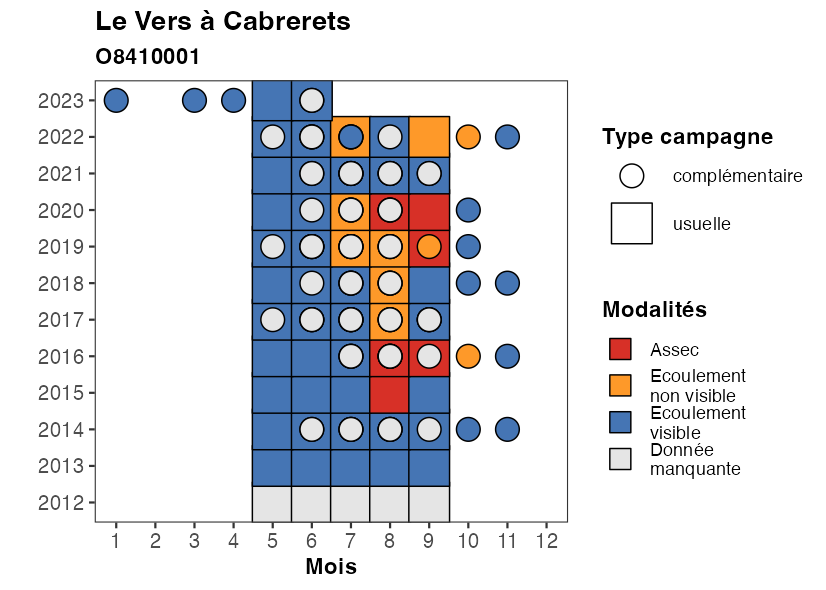 Le Vers à Cabrerets
O8410001
2023
2022
2021
2020
2019
2018
2017
2016
2015
2014
2013
2012
1 2 3 4 5 6 7 8 9 10 11 12
Mois
Type campagne
complémentaire
usuelle
Modalités
Assec
Ecoulement
non visible
Ecoulement
visible
Donnée
manquante